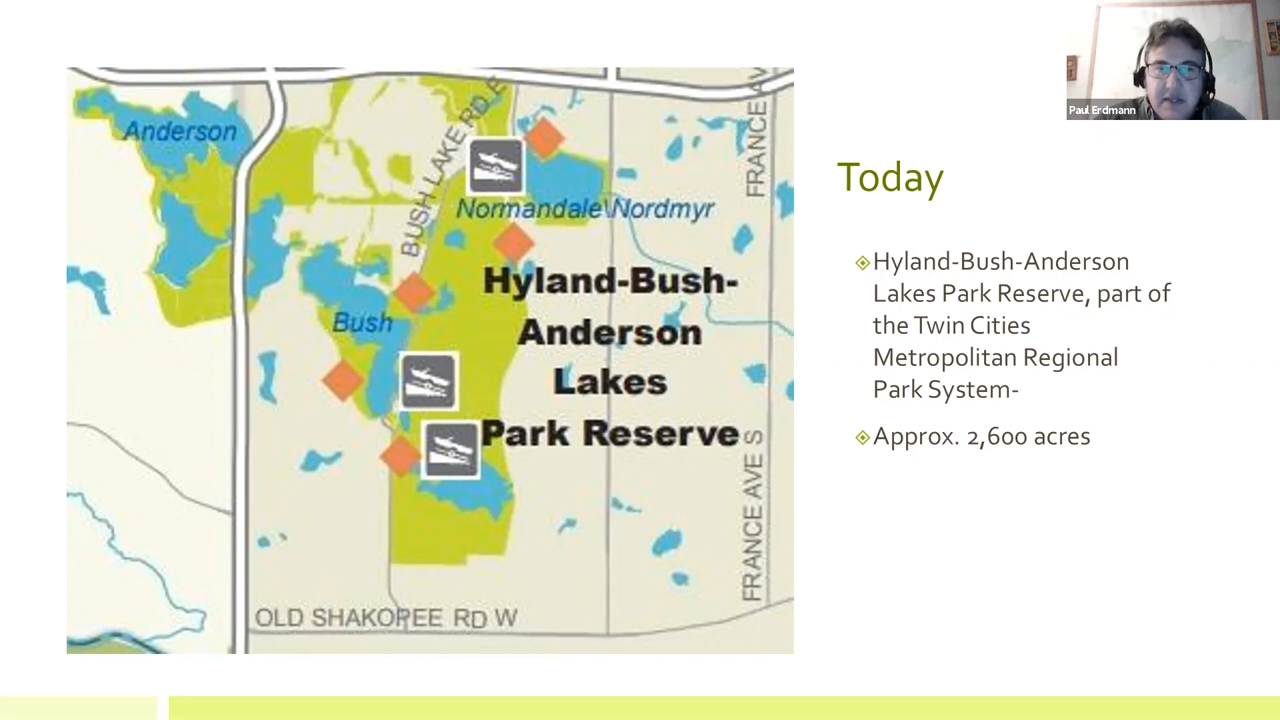 Paul Erdmann
Today
Hyland-Bush-Anderson
Lakes Park Reserve, part of
the Twin Cities
Metropolitan Regional
Park System-
Approx. 2,600 acres
Anderson
BUSH LAKE RD E
FRANCE AV
Normandale\Nordmyr
Hyland-Bush-
Anderson
Lakes
Park Reserve
Bush
FRANCE AVE S
OLD SHAKOPEE RD W